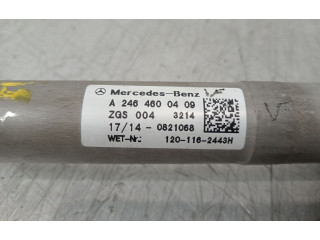 Mercedes-Benz
A 246 460 04 09
ZGS 004 3214
17/14 - 0821068
WET-Nr.: 120-116-2443H